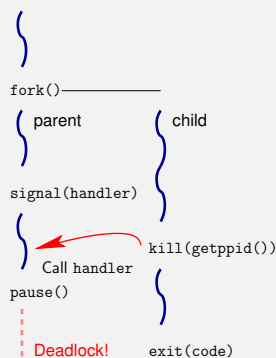 fork()
parent child
signal(handler)
kill(getppid())
Call handler
pause()
Deadlock! exit(code)